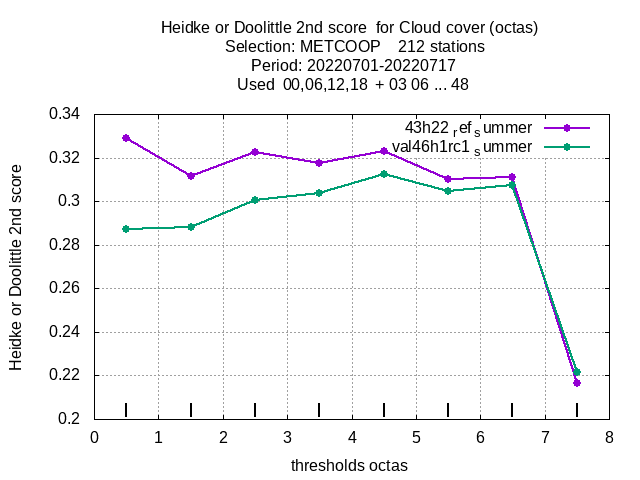 Heidke or Doolittle 2nd score for Cloud cover (octas)
Selection: METCOOP 212 stations
Period: 20220701-20220717
Used 00,06,12,18 + 03 06 ... 48
43h22_ref_summer
val46h1rc1_summer
Heidke or Doolittle 2nd score
0.34
0.32
0.3
0.28
0.26
0.24
0.22
0.2
0 1 2 3 4 5 6 7 8
thresholds octas